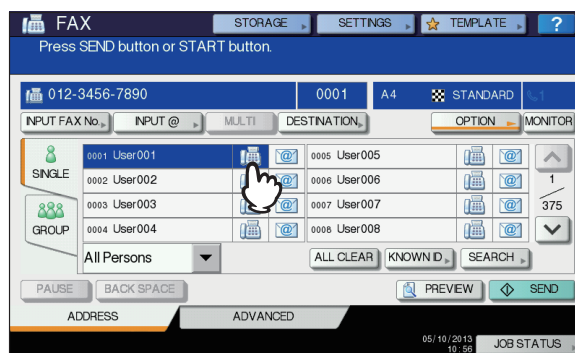 FAX STORAGE SETTINGS TEMPLATE ?
Press SEND button or START button.
012-3456-7890 0001 A4 STANDARD 1
INPUT FAX No. INPUT @ MULTI DESTINATION OPTION MONITOR
SINGLE
GROUP
0001 User001 @ 0005 User005 @
0002 User002 @ 0006 User006 @
0003 User003 @ 0007 User007 @
0004 User004 @ 0008 User008 @
1
375
All Persons ALL CLEAR KNOWN ID SEARCH
PAUSE BACK SPACE PREVIEW SEND
ADDRESS ADVANCED
05/10/2013
10:56
JOB STATUS